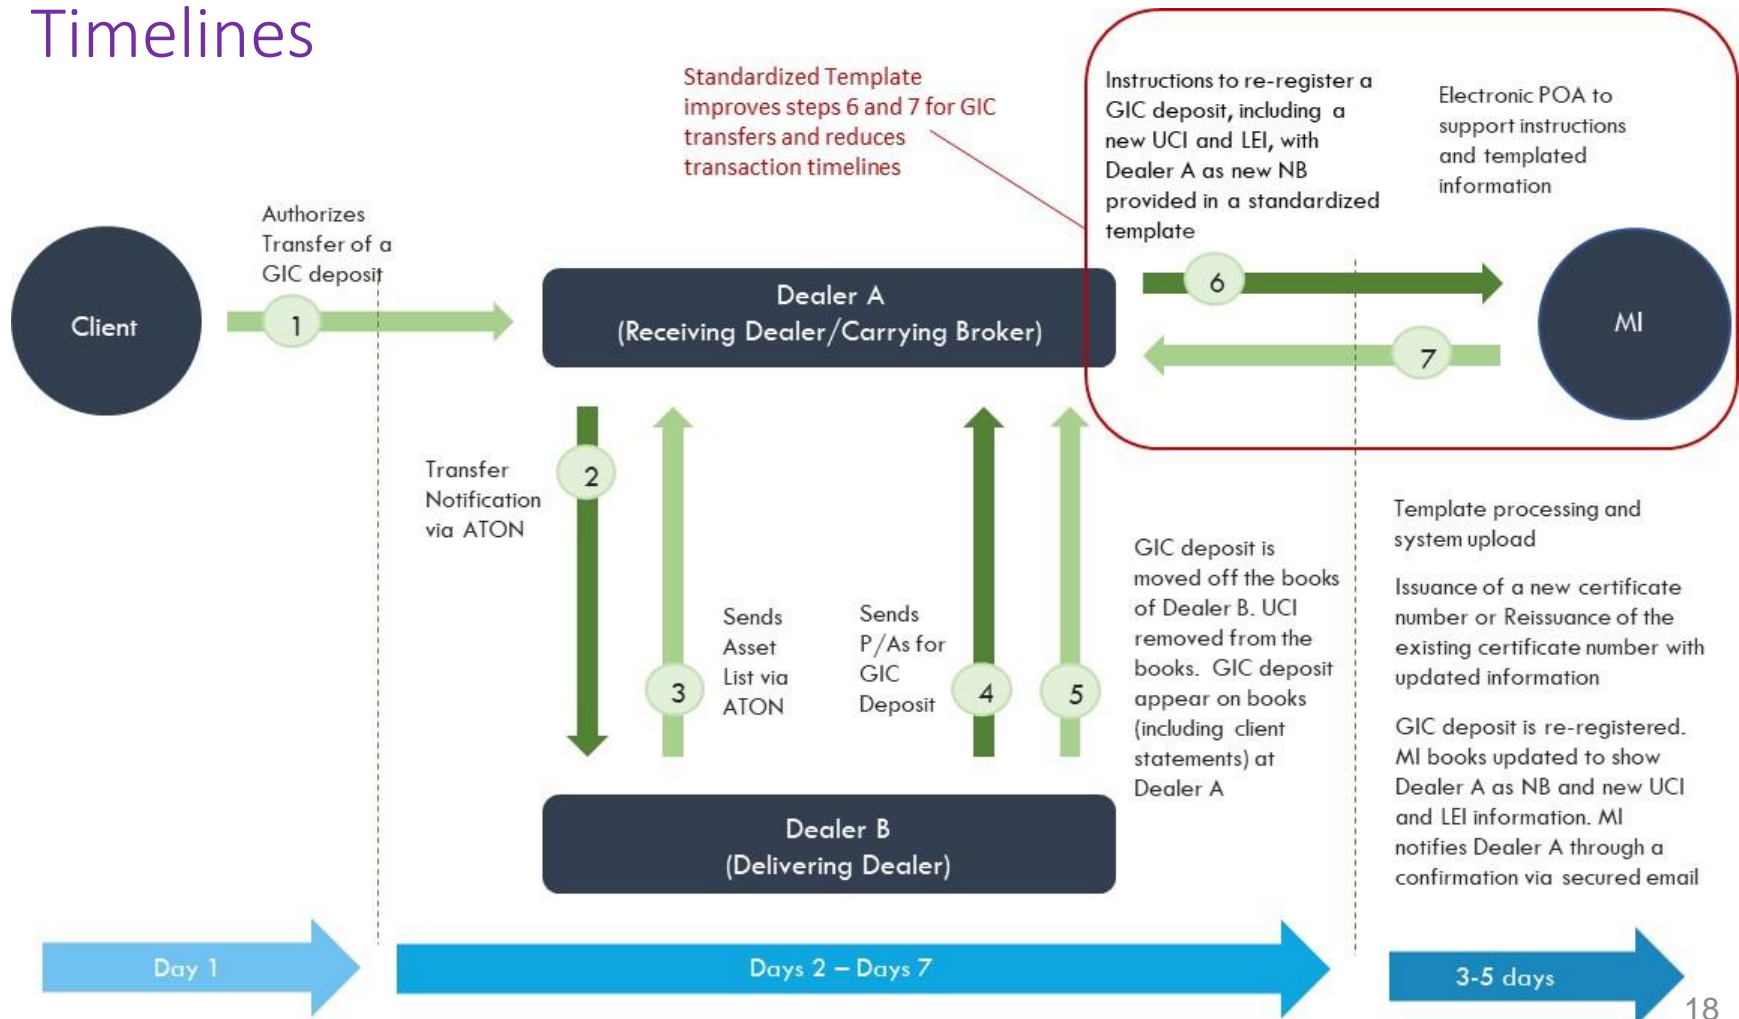 Timelines
Standardized Template
improves steps 6 and 7 for GIC
transfers and reduces
transaction timelines
Instructions to re-register a
GIC deposit, including a
new UCI and LEI, with
Dealer A as new NB
provided in a standardized
template
Electronic POA to
support instructions
and templated
information
Authorizes
Transfer of a
GIC deposit
Client
1
Dealer A
(Receiving Dealer/Carrying Broker)
6
7
MI
Transfer
Notification
via ATON
2
3
Sends
Asset
List via
ATON
Sends
P/As for
GIC
Deposit
4
5
GIC deposit is
moved off the books
of Dealer B. UCI
removed from the
books. GIC deposit
appear on books
(including client
statements) at
Dealer A
Template processing and
system upload
Issuance of a new certificate
number or Reissuance of the
existing certificate number with
updated information
GIC deposit is re-registered.
MI books updated to show
Dealer A as NB and new UCI
and LEI information. MI
notifies Dealer A through a
confirmation via secured email
Dealer B
(Delivering Dealer)
Day 1
Days 2 – Days 7
3-5 days
18